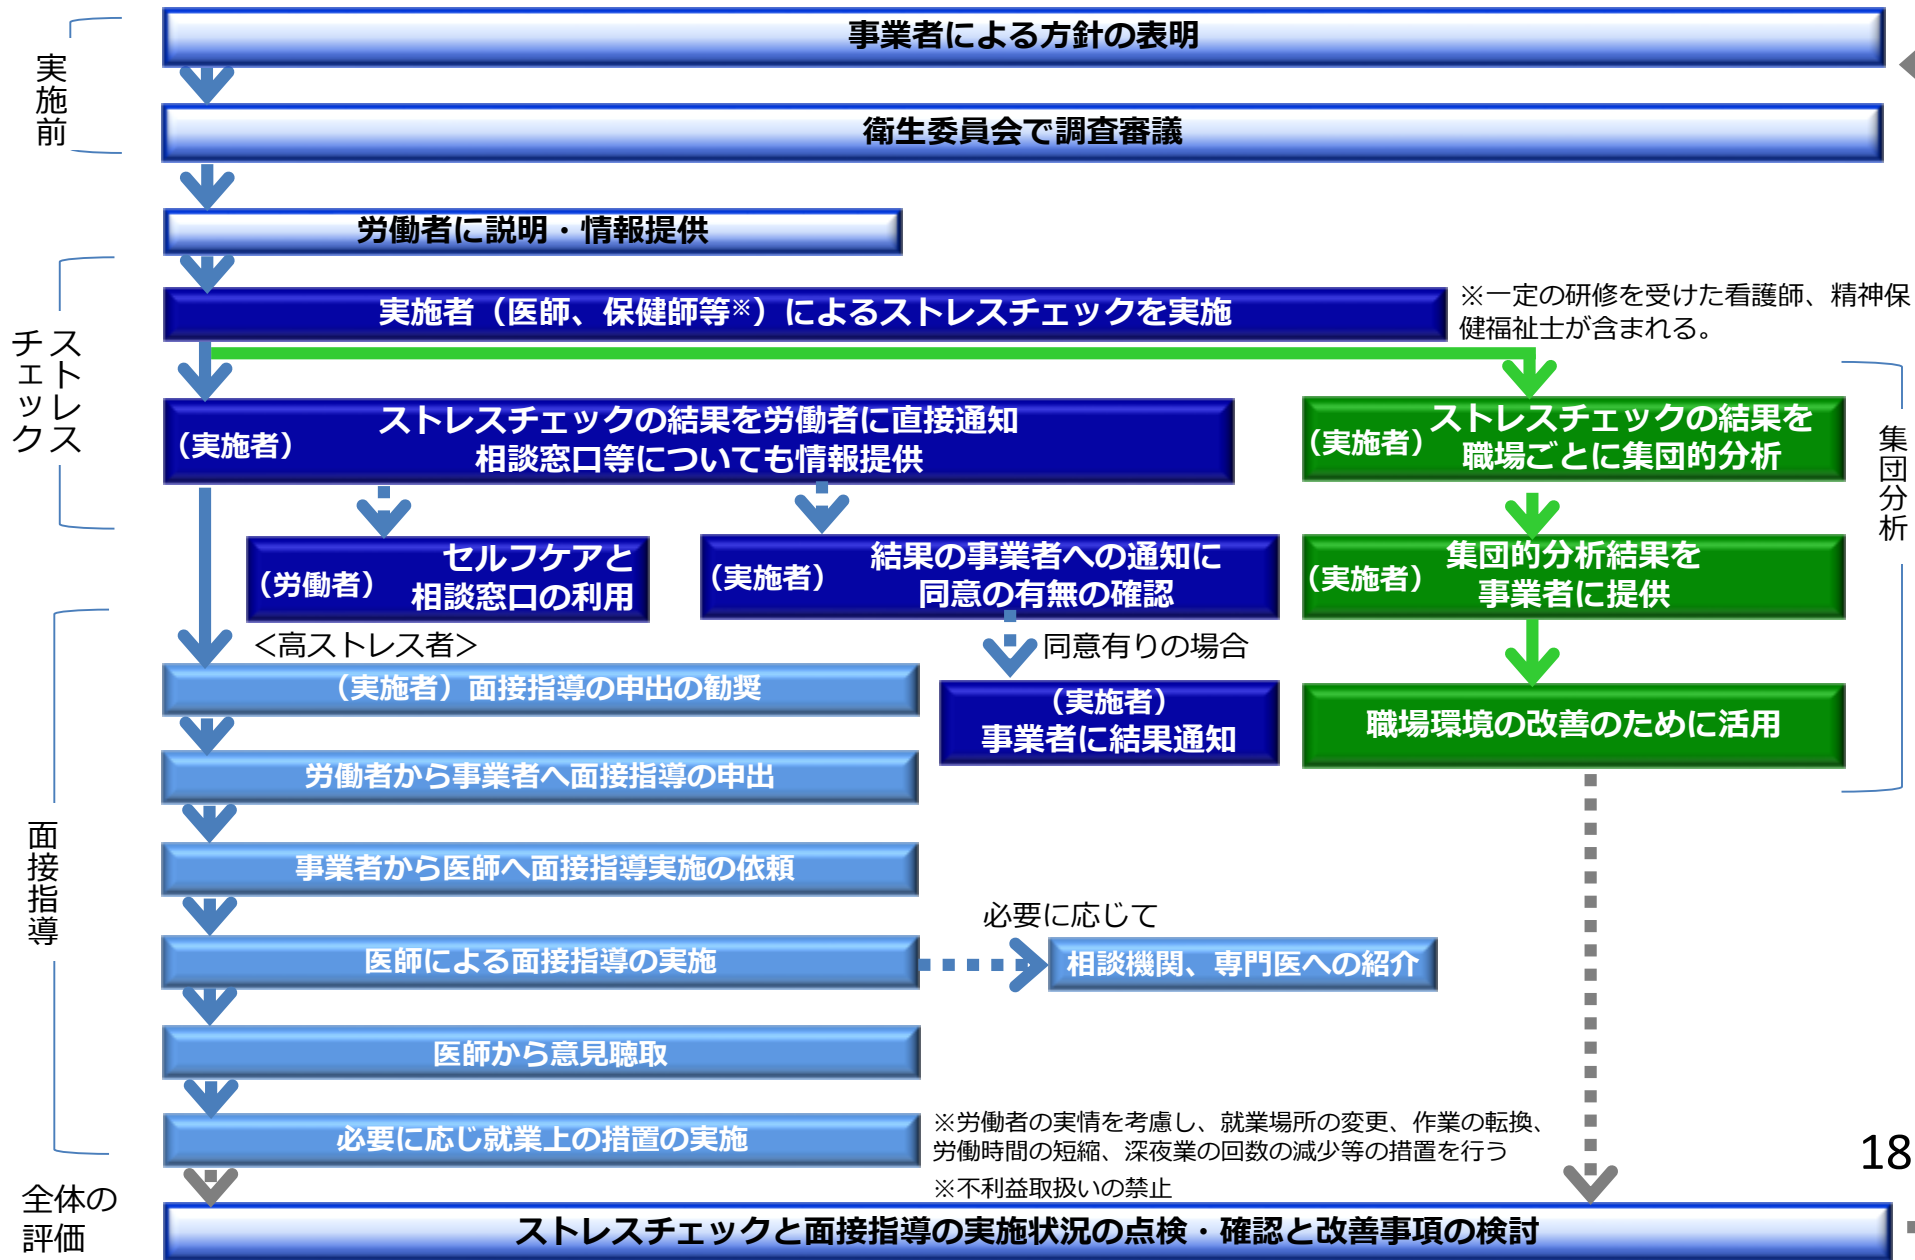 実施前
事業者による方針の表明
衛生委員会で調査審議
労働者に説明・情報提供
ストレス
チェック
実施者（医師、保健師等※）によるストレスチェックを実施
※一定の研修を受けた看護師、精神保
健福祉士が含まれる。
（実施者）
ストレスチェックの結果を労働者に直接通知
相談窓口等についても情報提供
（実施者）
ストレスチェックの結果を
職場ごとに集団的分析
集団分析
（労働者）
セルフケアと
相談窓口の利用
（実施者）
結果の事業者への通知に
同意の有無の確認
（実施者）
集団的分析結果を
事業者に提供
＜高ストレス者＞
同意有りの場合
面接指導
（実施者）面接指導の申出の勧奨
（実施者）
事業者に結果通知
職場環境の改善のために活用
労働者から事業者へ面接指導の申出
事業者から医師へ面接指導実施の依頼
必要に応じて
医師による面接指導の実施
相談機関、専門医への紹介
医師から意見聴取
必要に応じ就業上の措置の実施
※労働者の実情を考慮し、就業場所の変更、作業の転換、
労働時間の短縮、深夜業の回数の減少等の措置を行う
※不利益取扱いの禁止
18
全体の
評価
ストレスチェックと面接指導の実施状況の点検・確認と改善事項の検討